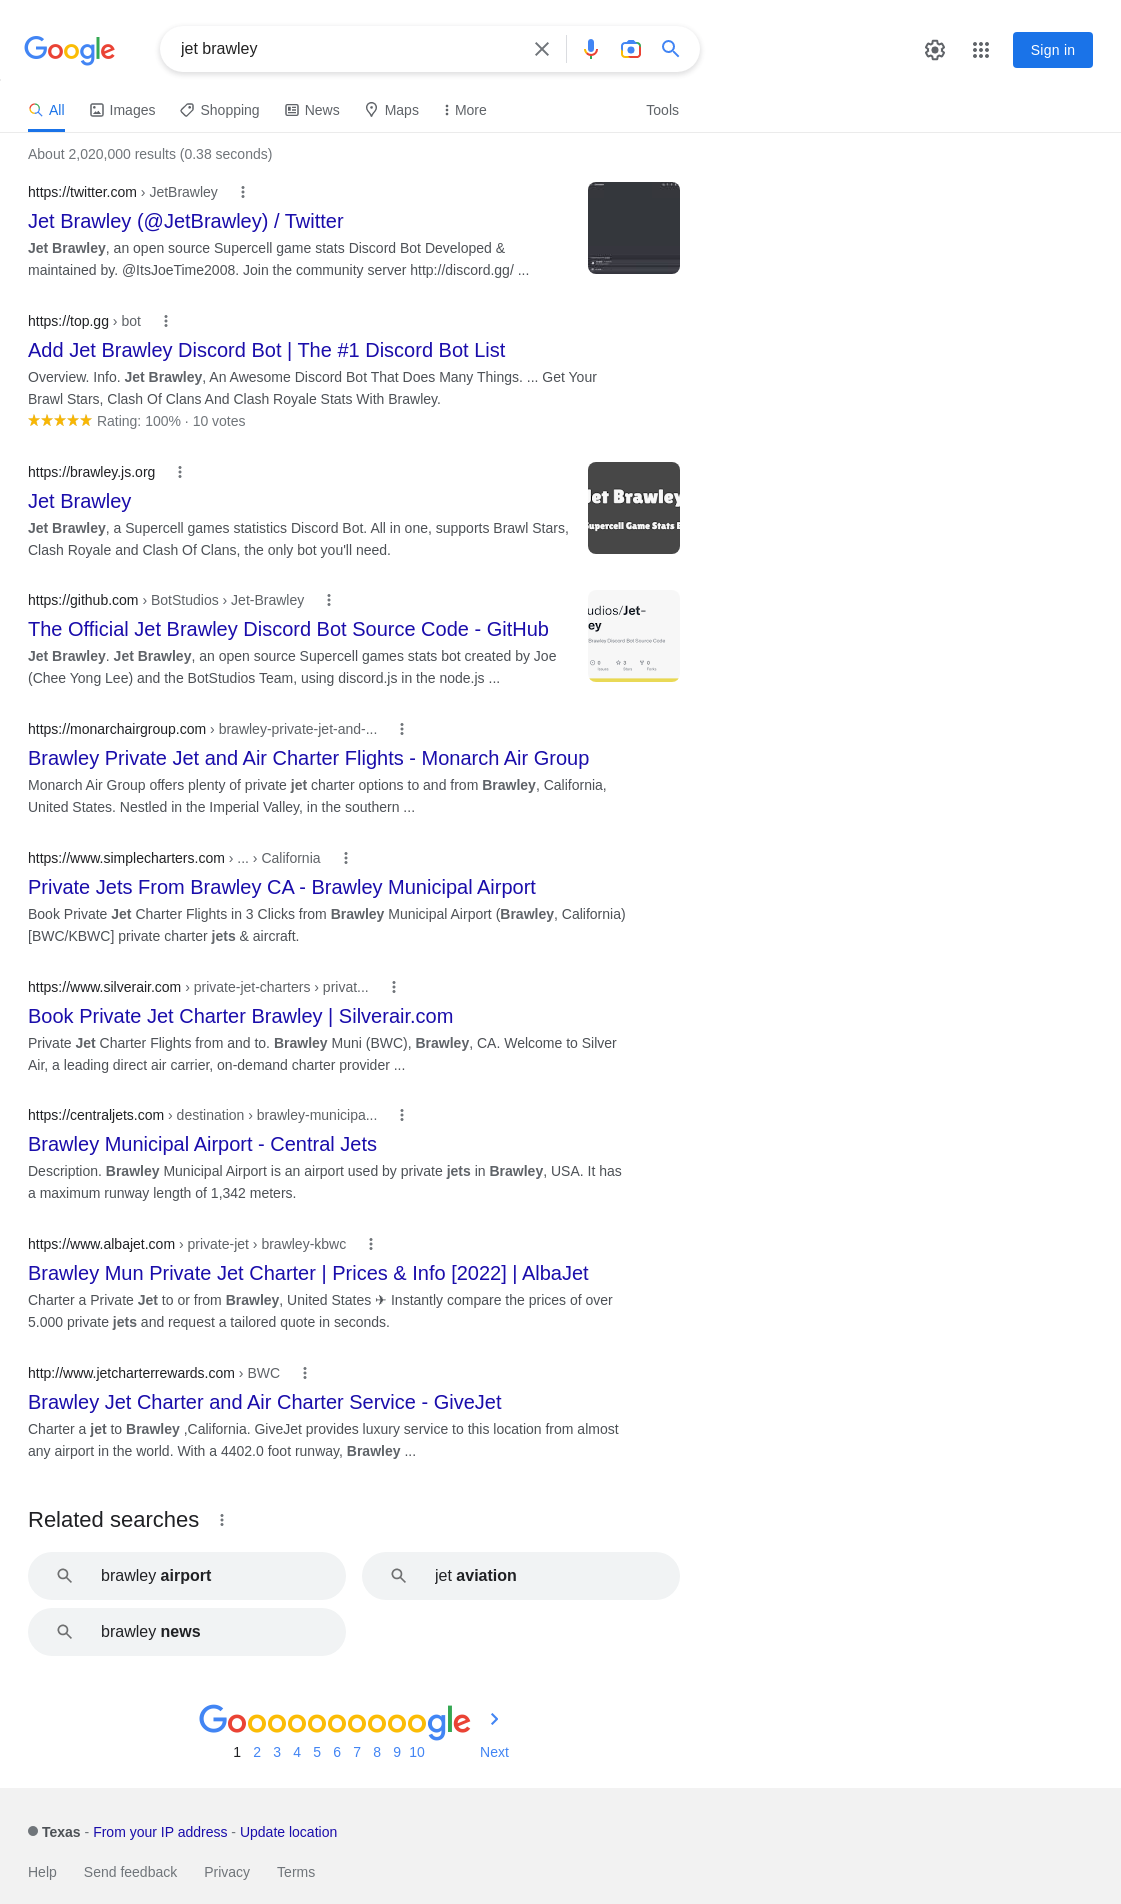 Google
jet brawley
Sign in
All Images Shopping News Maps More Tools
About 2,020,000 results (0.38 seconds)
https://twitter.com › JetBrawley
Jet Brawley (@JetBrawley) / Twitter
Jet Brawley, an open source Supercell game stats Discord Bot Developed &
maintained by. @ItsJoeTime2008. Join the community server http://discord.gg/ ...
https://top.gg › bot
Add Jet Brawley Discord Bot | The #1 Discord Bot List
Overview. Info. Jet Brawley, An Awesome Discord Bot That Does Many Things. ... Get Your
Brawl Stars, Clash Of Clans And Clash Royale Stats With Brawley.
Rating: 100% · 10 votes
https://brawley.js.org
Jet Brawley
Jet Brawley, a Supercell games statistics Discord Bot. All in one, supports Brawl Stars,
Clash Royale and Clash Of Clans, the only bot you'll need.
Jet Brawley
Supercell Game Stats B
https://github.com › BotStudios › Jet-Brawley
The Official Jet Brawley Discord Bot Source Code - GitHub
Jet Brawley. Jet Brawley, an open source Supercell games stats bot created by Joe
(Chee Yong Lee) and the BotStudios Team, using discord.js in the node.js ...
udios/Jet-
ey
Brawley Discord Bot Source Code
https://monarchairgroup.com › brawley-private-jet-and-...
Brawley Private Jet and Air Charter Flights - Monarch Air Group
Monarch Air Group offers plenty of private jet charter options to and from Brawley, California,
United States. Nestled in the Imperial Valley, in the southern ...
https://www.simplecharters.com › ... › California
Private Jets From Brawley CA - Brawley Municipal Airport
Book Private Jet Charter Flights in 3 Clicks from Brawley Municipal Airport (Brawley, California)
[BWC/KBWC] private charter jets & aircraft.
https://www.silverair.com › private-jet-charters › privat...
Book Private Jet Charter Brawley | Silverair.com
Private Jet Charter Flights from and to. Brawley Muni (BWC), Brawley, CA. Welcome to Silver
Air, a leading direct air carrier, on-demand charter provider ...
https://centraljets.com › destination › brawley-municipa...
Brawley Municipal Airport - Central Jets
Description. Brawley Municipal Airport is an airport used by private jets in Brawley, USA. It has
a maximum runway length of 1,342 meters.
https://www.albajet.com › private-jet › brawley-kbwc
Brawley Mun Private Jet Charter | Prices & Info [2022] | AlbaJet
Charter a Private Jet to or from Brawley, United States ✈ Instantly compare the prices of over
5.000 private jets and request a tailored quote in seconds.
http://www.jetcharterrewards.com › BWC
Brawley Jet Charter and Air Charter Service - GiveJet
Charter a jet to Brawley ,California. GiveJet provides luxury service to this location from almost
any airport in the world. With a 4402.0 foot runway, Brawley ...
Related searches
brawley airport
jet aviation
brawley news
Goooooooooogle
1 2 3 4 5 6 7 8 9 10 Next
Texas - From your IP address - Update location
Help Send feedback Privacy Terms